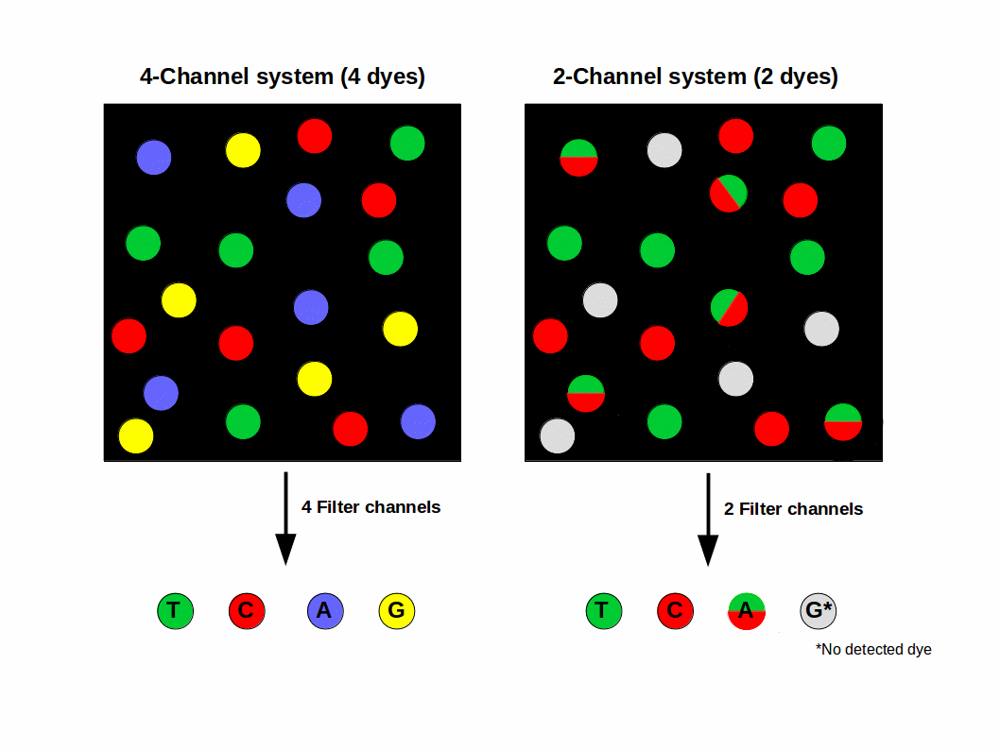 4-Channel system (4 dyes)
2-Channel system (2 dyes)
4 Filter channels
2 Filter channels
T C A G
T C A G*
*No detected dye